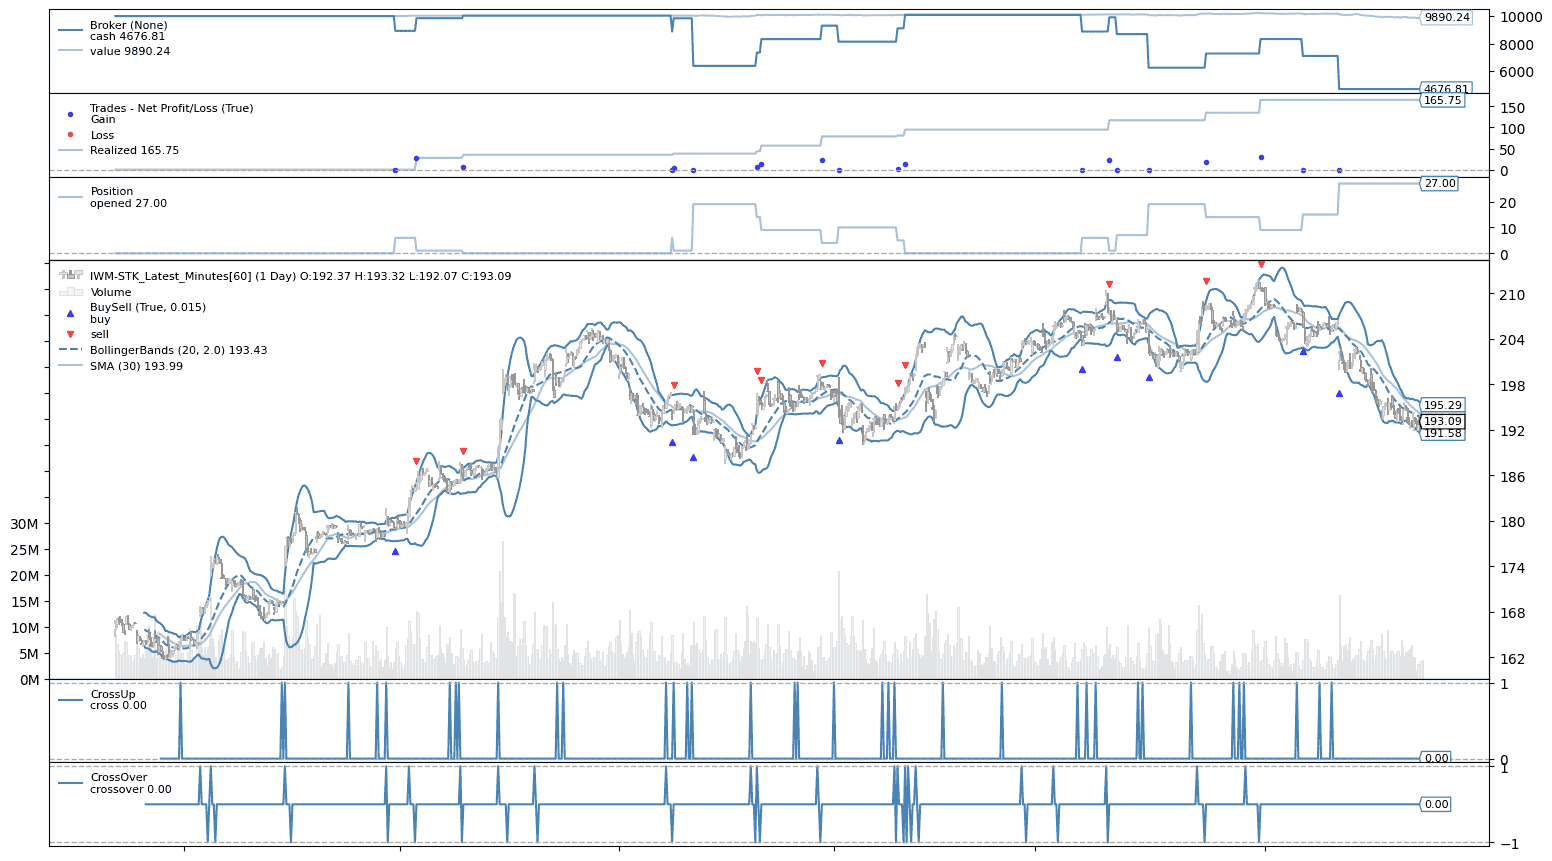 Broker (None)
cash 4676.81
value 9890.24
9890.24
10000
8000
6000
4676.81
Trades - Net Profit/Loss (True)
Gain
Loss
Realized 165.75
165.75
150
100
50
0
Position
opened 27.00
27.00
20
10
0
IWM-STK_Latest_Minutes[60] (1 Day) O:192.37 H:193.32 L:192.07 C:193.09
Volume
BuySell (True, 0.015)
buy
sell
BollingerBands (20, 2.0) 193.43
SMA (30) 193.99
210
204
198
195.29
193.09
191.58
192
186
180
174
168
162
30M
25M
20M
15M
10M
5M
0M
CrossUp
cross 0.00
1
0.00
0
CrossOver
crossover 0.00
1
0.00
−1